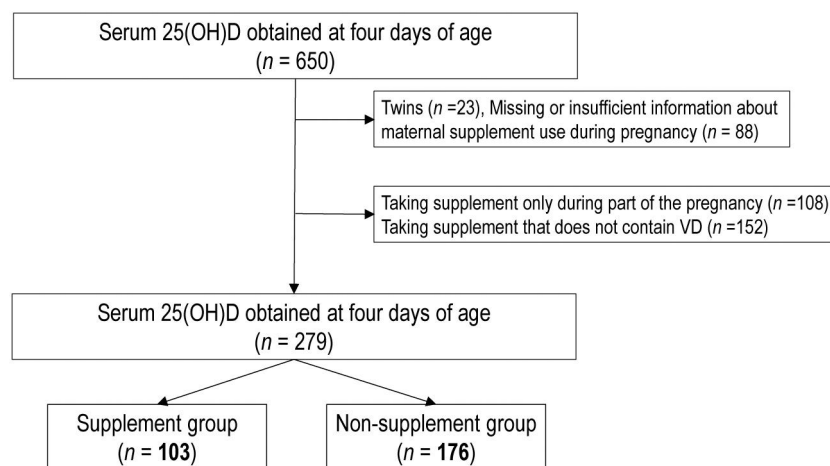 Serum 25(OH)D obtained at four days of age
(n = 650)
Twins (n =23), Missing or insufficient information about
maternal supplement use during pregnancy (n = 88)
Taking supplement only during part of the pregnancy (n =108)
Taking supplement that does not contain VD (n =152)
Serum 25(OH)D obtained at four days of age
(n = 279)
Supplement group
(n = 103)
Non-supplement group
(n = 176)